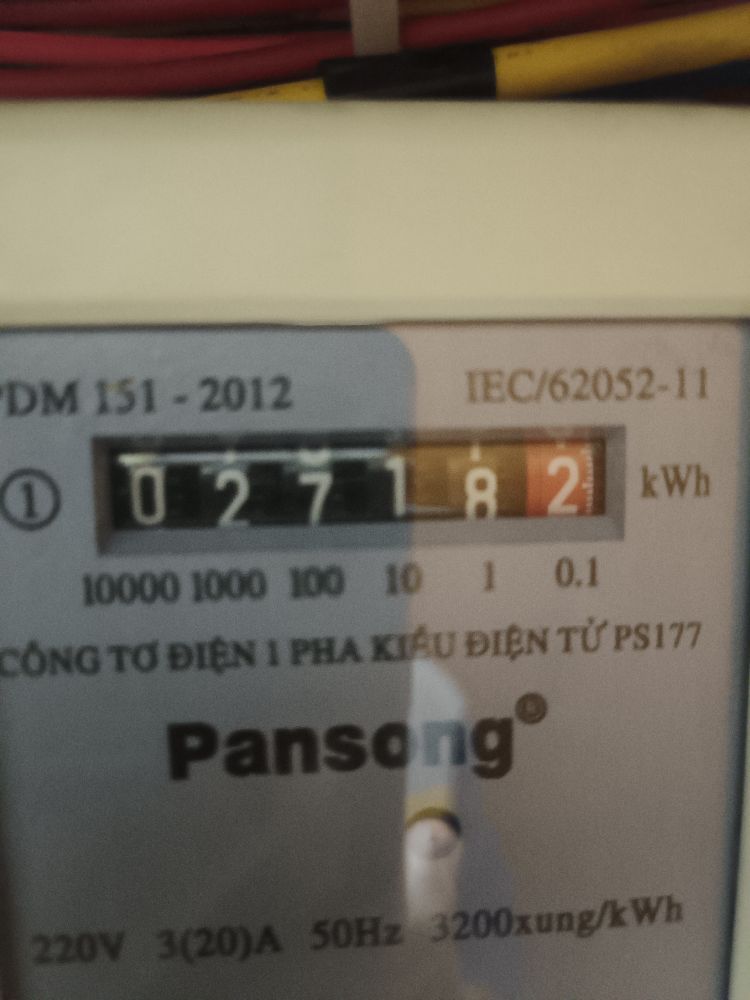 PDM 151 - 2012 IEC/62052-11
1 0 2 7 1 8 2 kWh
10000 1000 100 10 1 0.1
CÔNG TƠ ĐIỆN 1 PHA KIỂU ĐIỆN TỬ PS177
Pansong®
220V 3(20)A 50Hz 3200xung/kWh